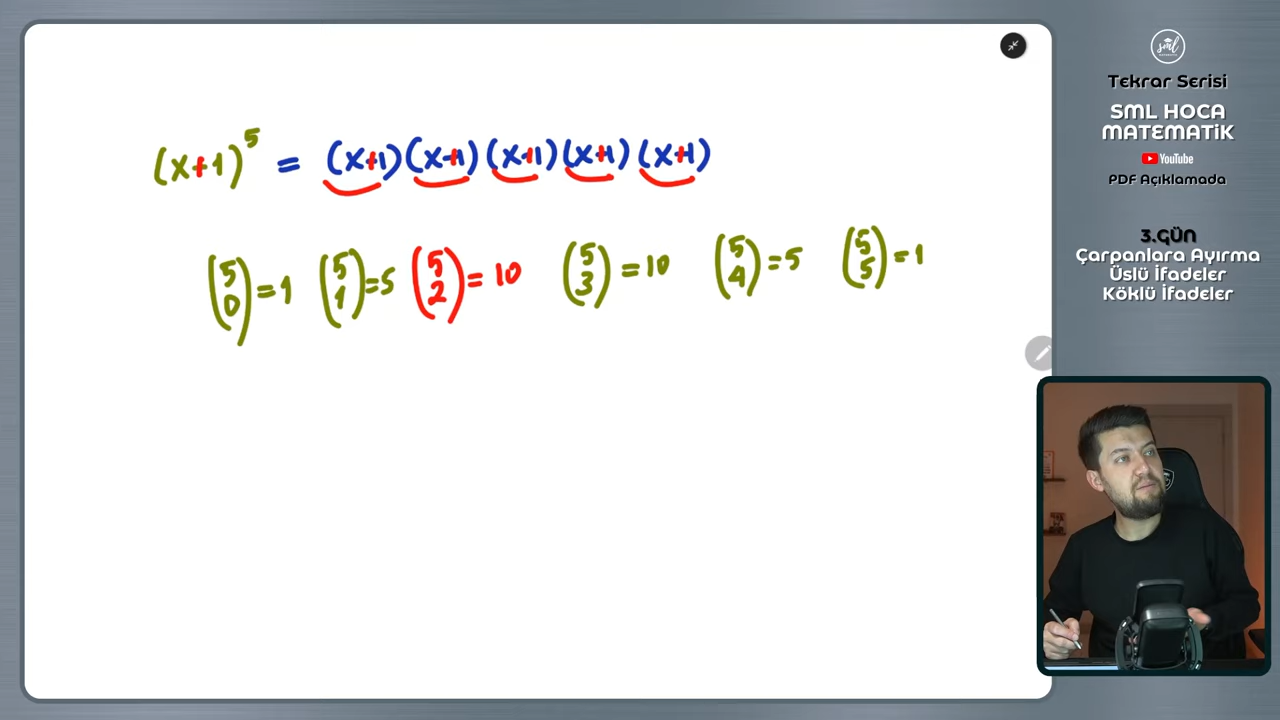 (x+1)^5 = (x+1)(x+1)(x+1)(x+1)(x+1)
(5 0) = 1 (5 1) = 5 (5 2) = 10 (5 3) = 10 (5 4) = 5 (5 5) = 1
sml
Tekrar Serisi
SML HOCA
MATEMATİK
YouTube
PDF Açıklamada
3.GÜN
Çarpanlara Ayırma
Üslü İfadeler
Köklü İfadeler